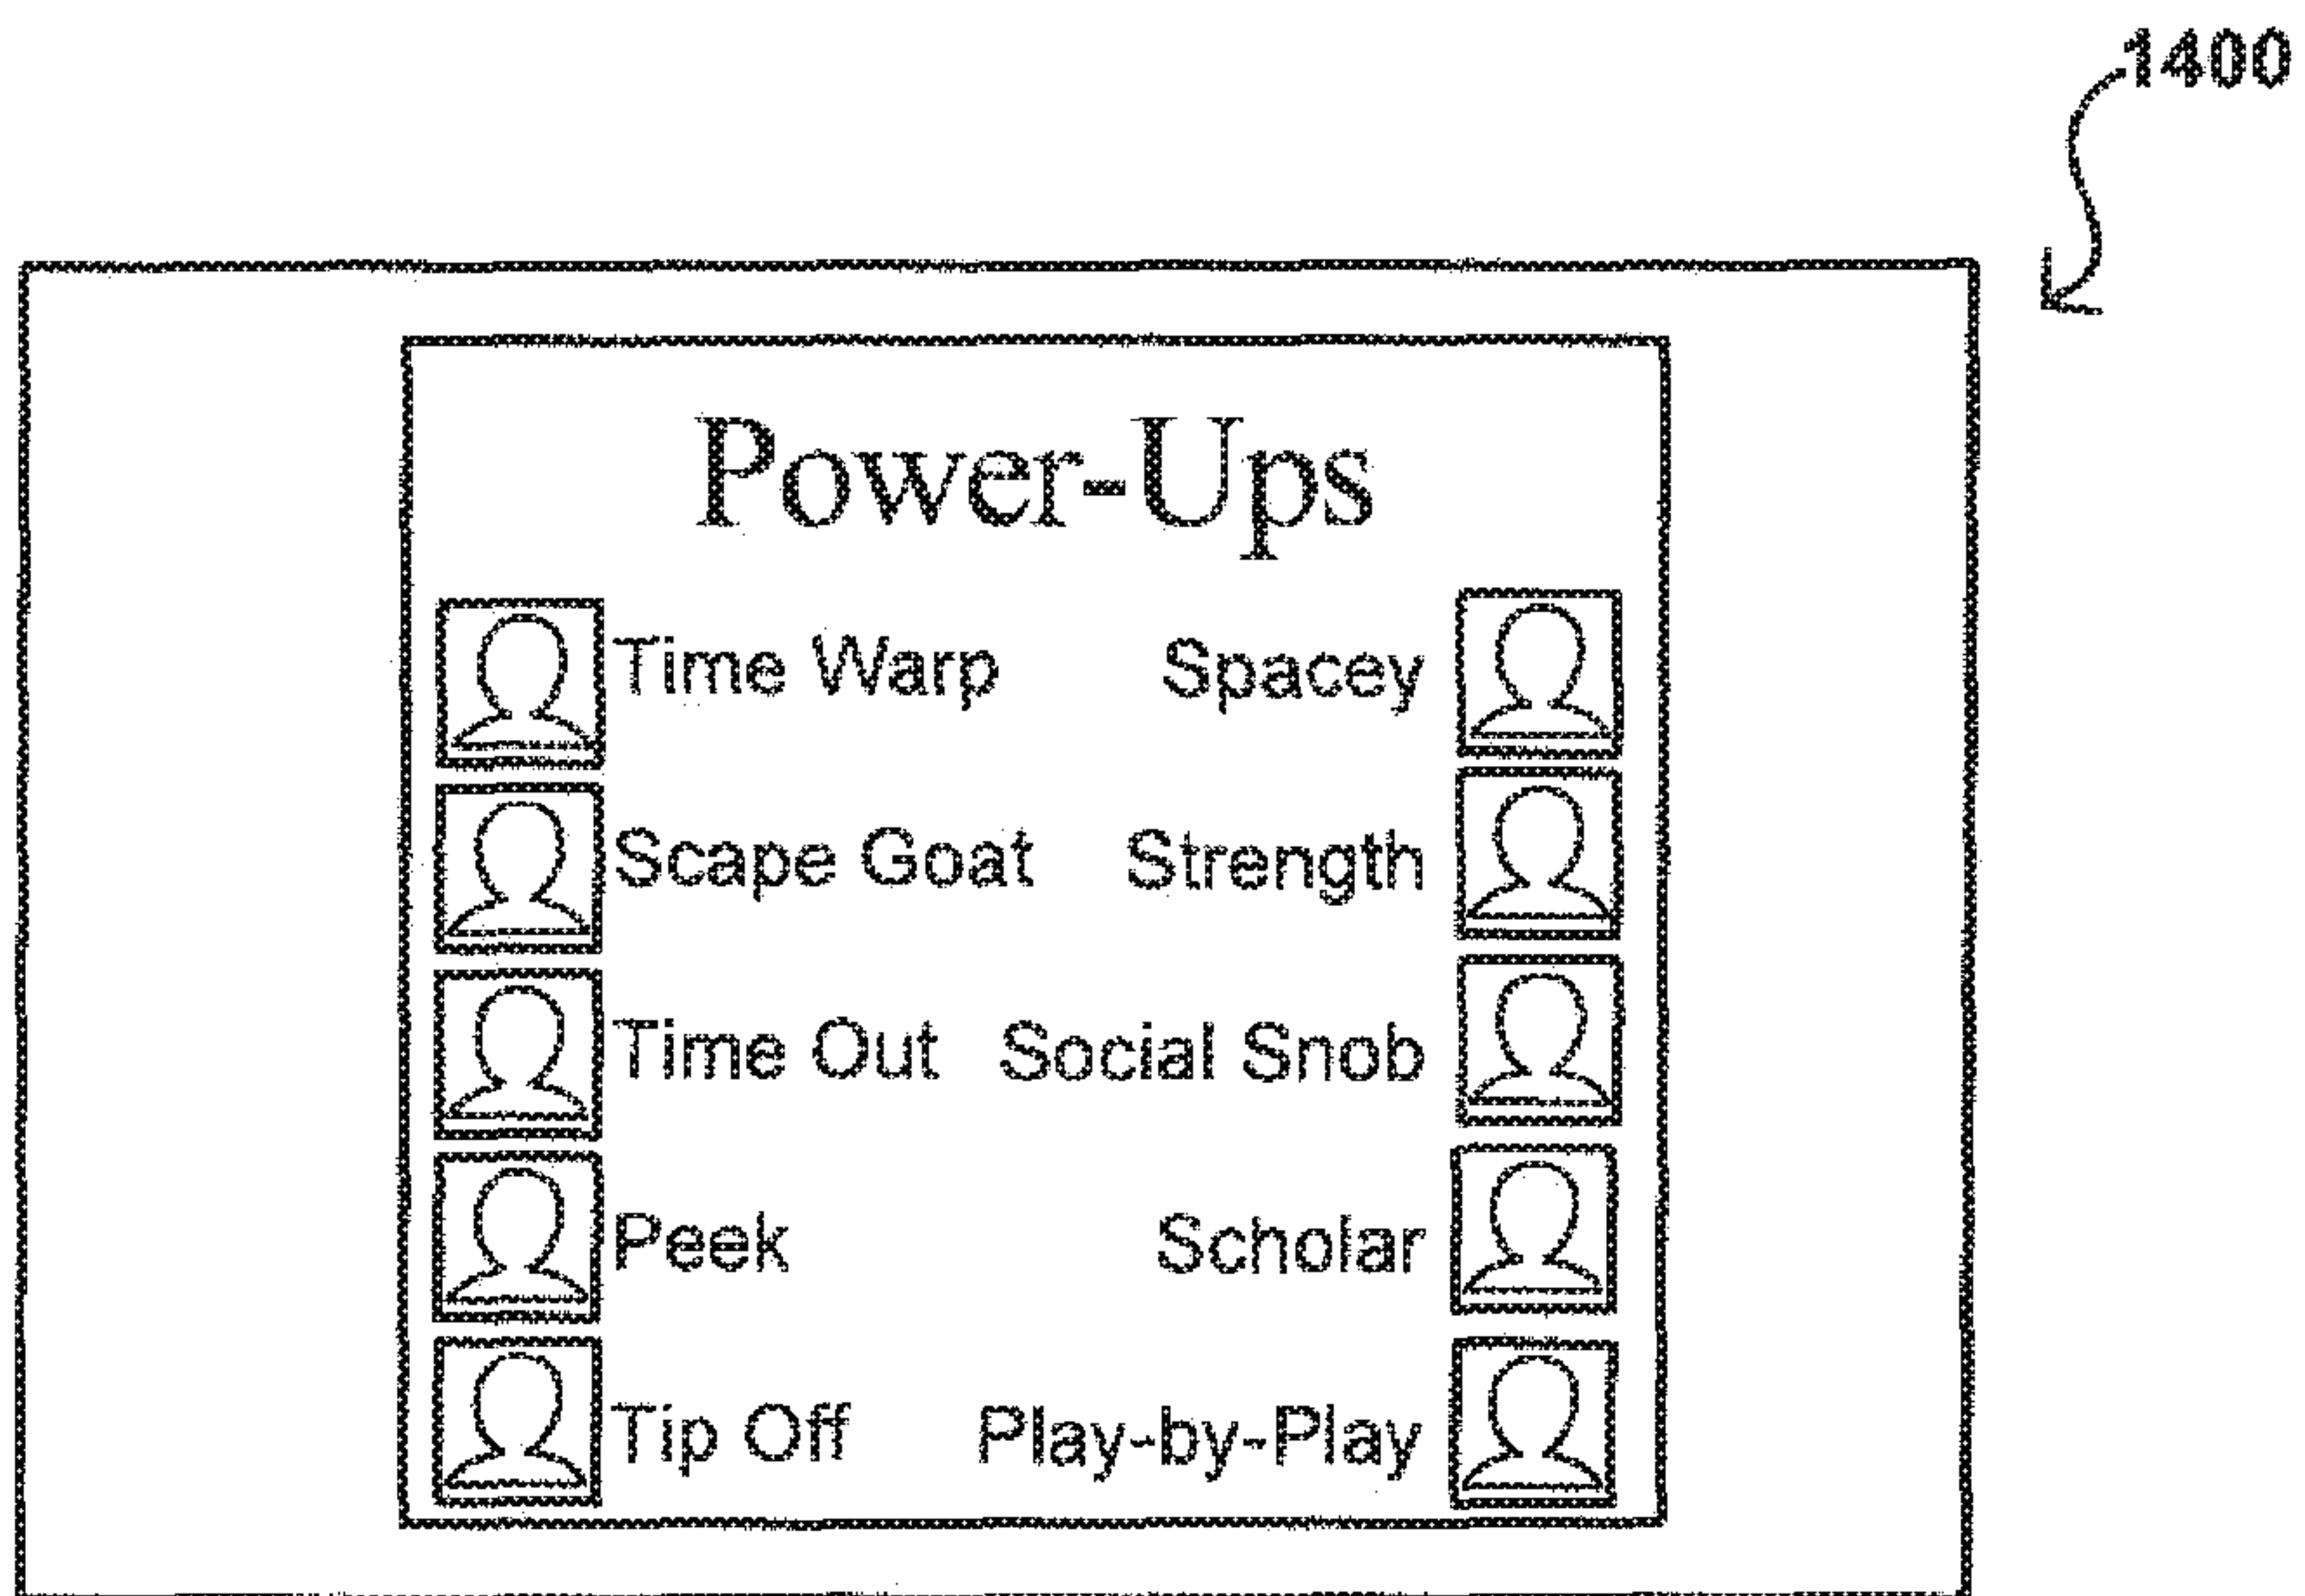 1400
Power-Ups
Time Warp Spacey
Scape Goat Strength
Time Out Social Snob
Peek Scholar
Tip Off Play-by-Play